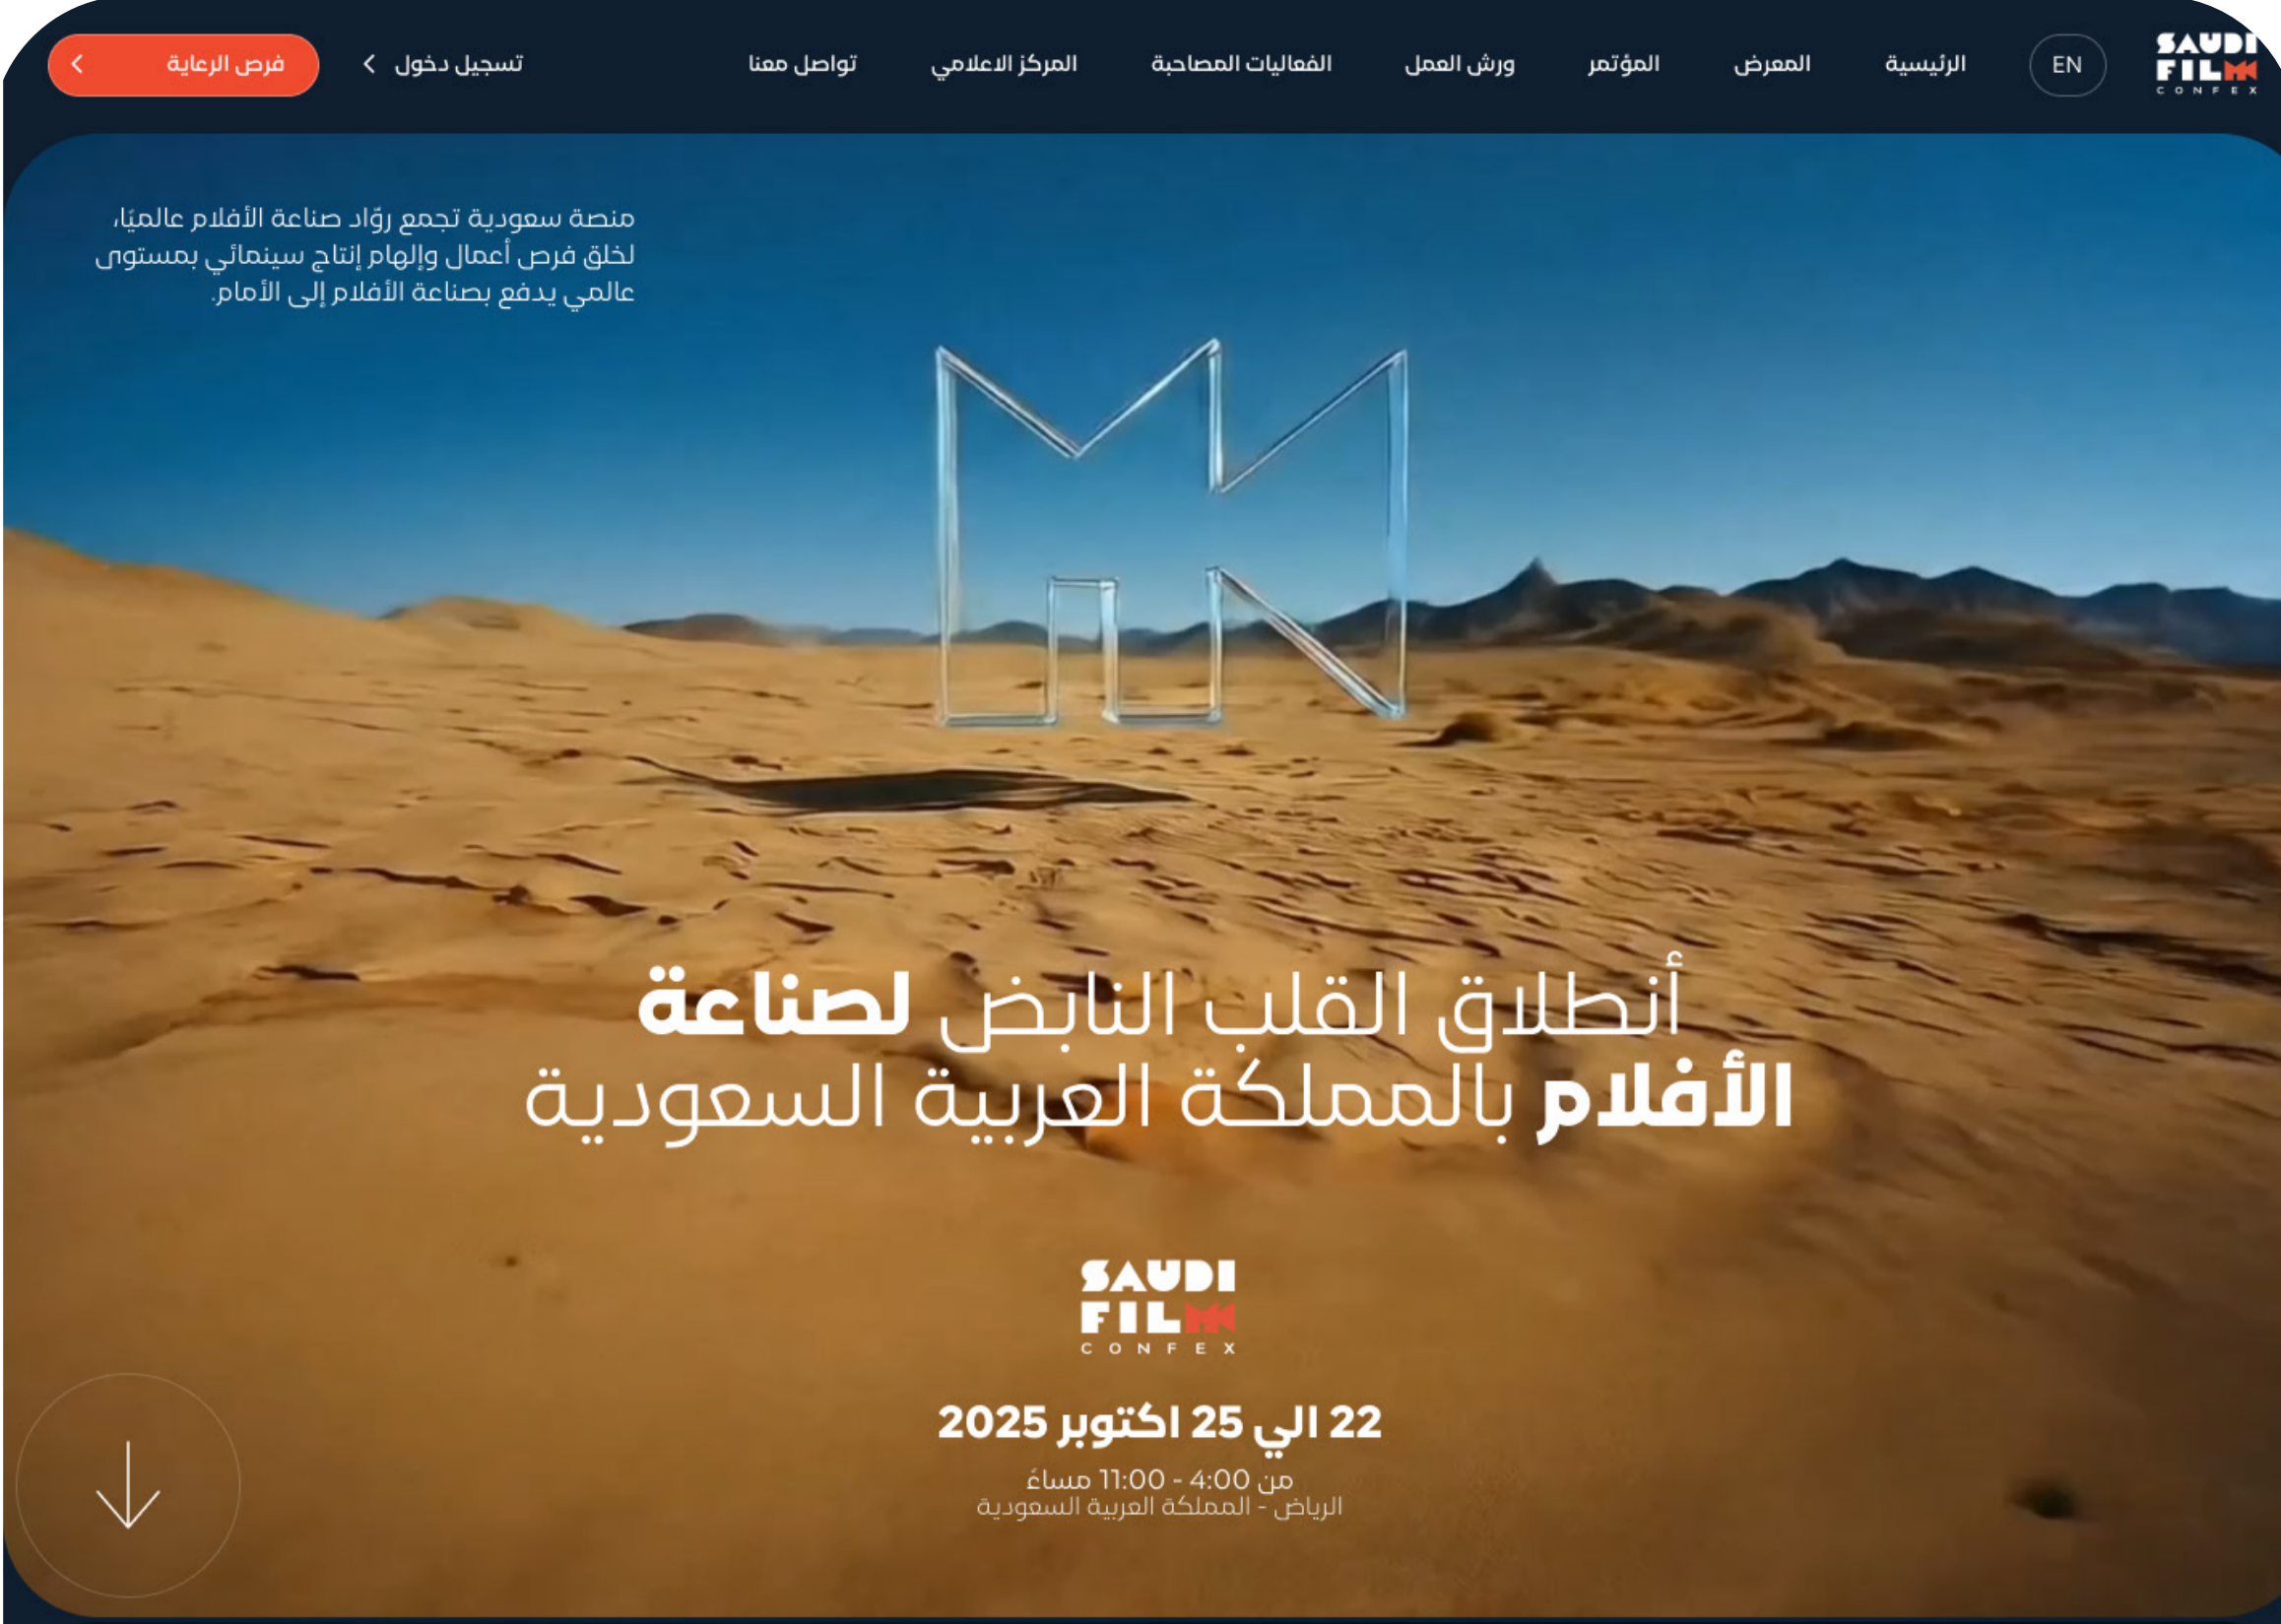 SAUDI
FILM
CONFEX
EN
الرئيسية
المعرض
المؤتمر
ورش العمل
الفعاليات المصاحبة
المركز الاعلامي
تواصل معنا
تسجيل دخول
فرص الرعاية
منصة سعودية تجمع روّاد صناعة الأفلام عالميًا،
لخلق فرص أعمال وإلهام إنتاج سينمائي بمستوى
عالمي يدفع بصناعة الأفلام إلى الأمام.
أنطلاق القلب النابض لصناعة
الأفلام بالمملكة العربية السعودية
SAUDI
FILM
CONFEX
22 الي 25 اكتوبر 2025
من 4:00 - 11:00 مساءً
الرياض - المملكة العربية السعودية